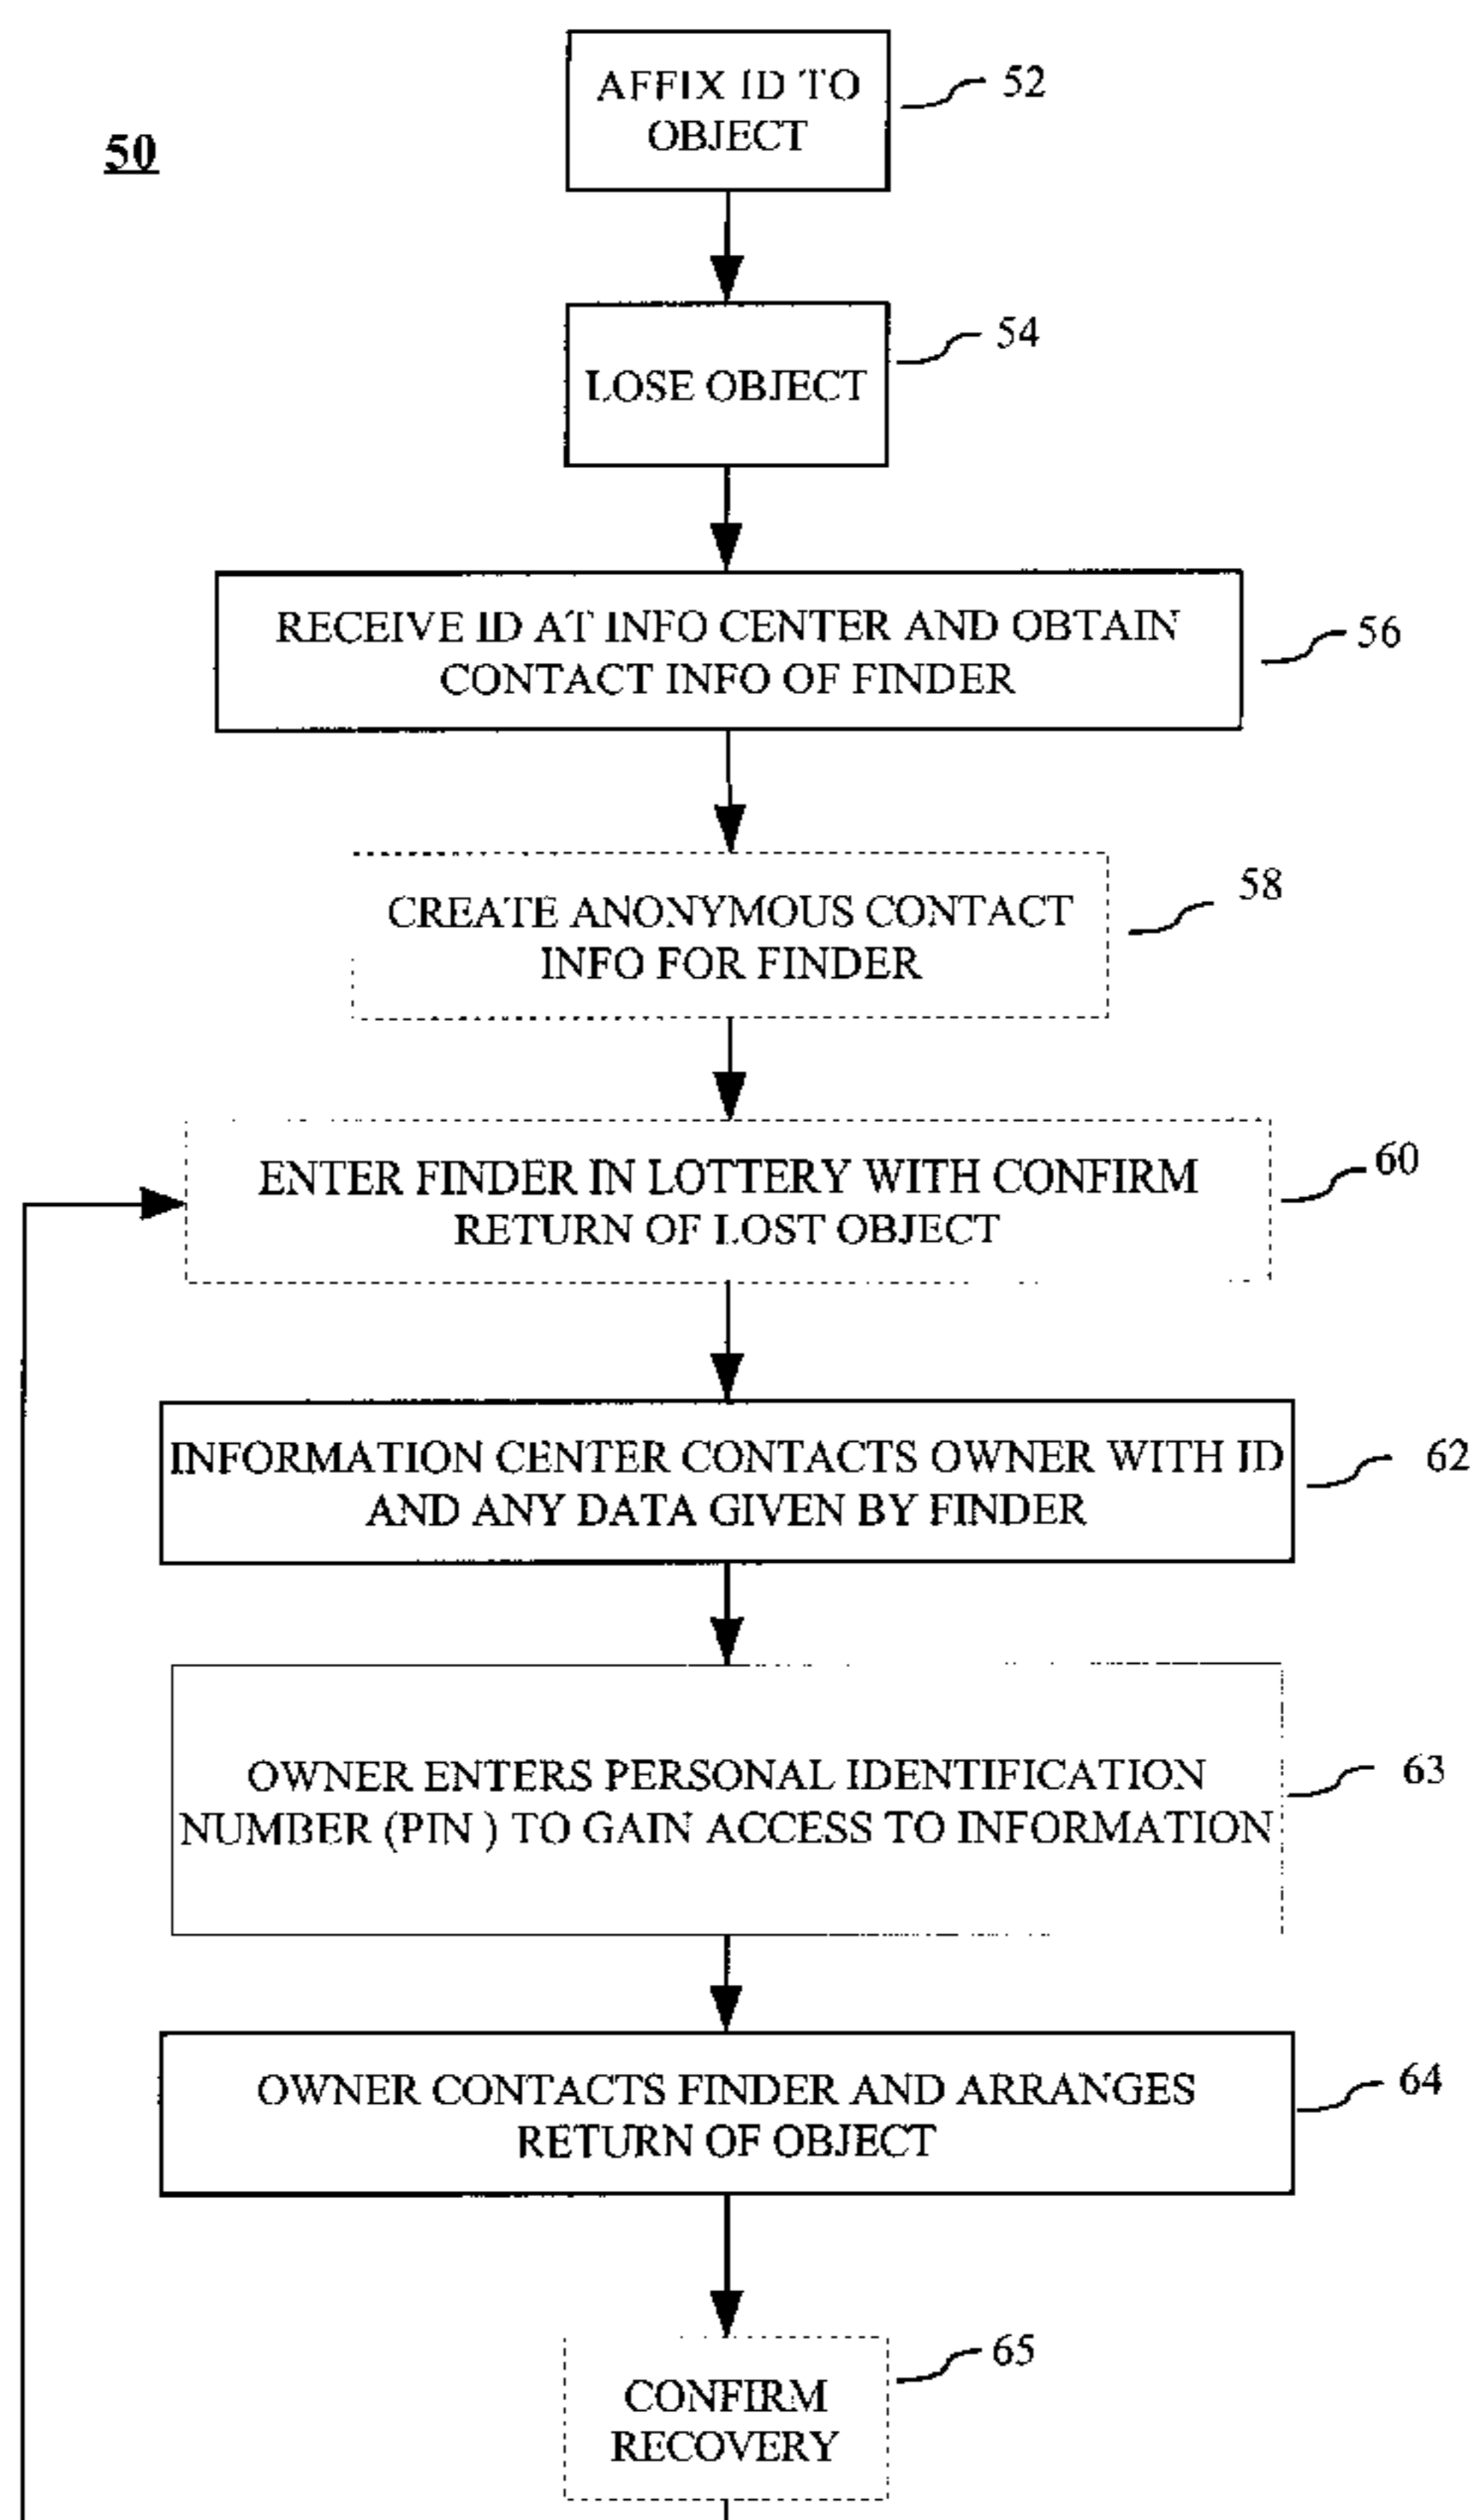 AFFIX ID TO
OBJECT
52
50
LOSE OBJECT
54
RECEIVE ID AT INFO CENTER AND OBTAIN
CONTACT INFO OF FINDER
56
CREATE ANONYMOUS CONTACT
INFO FOR FINDER
58
ENTER FINDER IN LOTTERY WITH CONFIRM
RETURN OF LOST OBJECT
60
INFORMATION CENTER CONTACTS OWNER WITH ID
AND ANY DATA GIVEN BY FINDER
62
OWNER ENTERS PERSONAL IDENTIFICATION
NUMBER (PIN ) TO GAIN ACCESS TO INFORMATION
63
OWNER CONTACTS FINDER AND ARRANGES
RETURN OF OBJECT
64
CONFIRM
RECOVERY
65